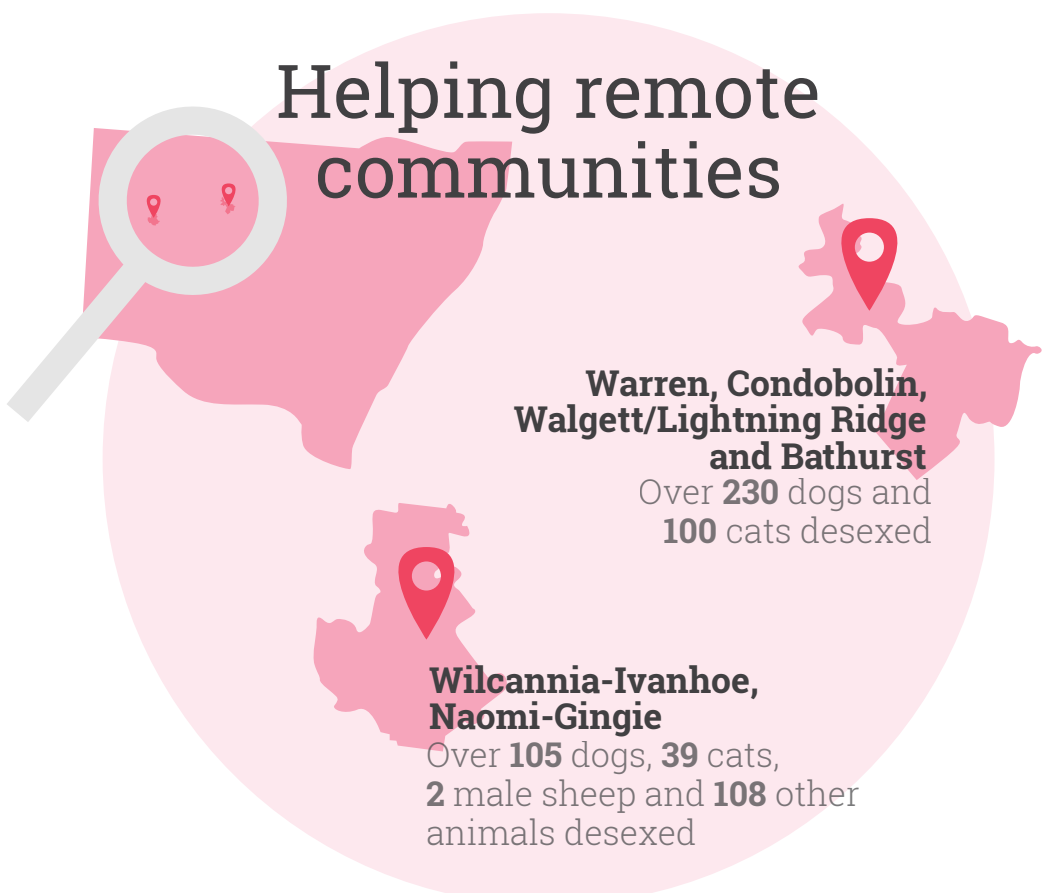 Helping remote
communities
Warren, Condobolin,
Walgett/Lightning Ridge
and Bathurst
Over 230 dogs and
100 cats desexed
Wilcannia-Ivanhoe,
Naomi-Gingie
Over 105 dogs, 39 cats,
2 male sheep and 108 other
animals desexed